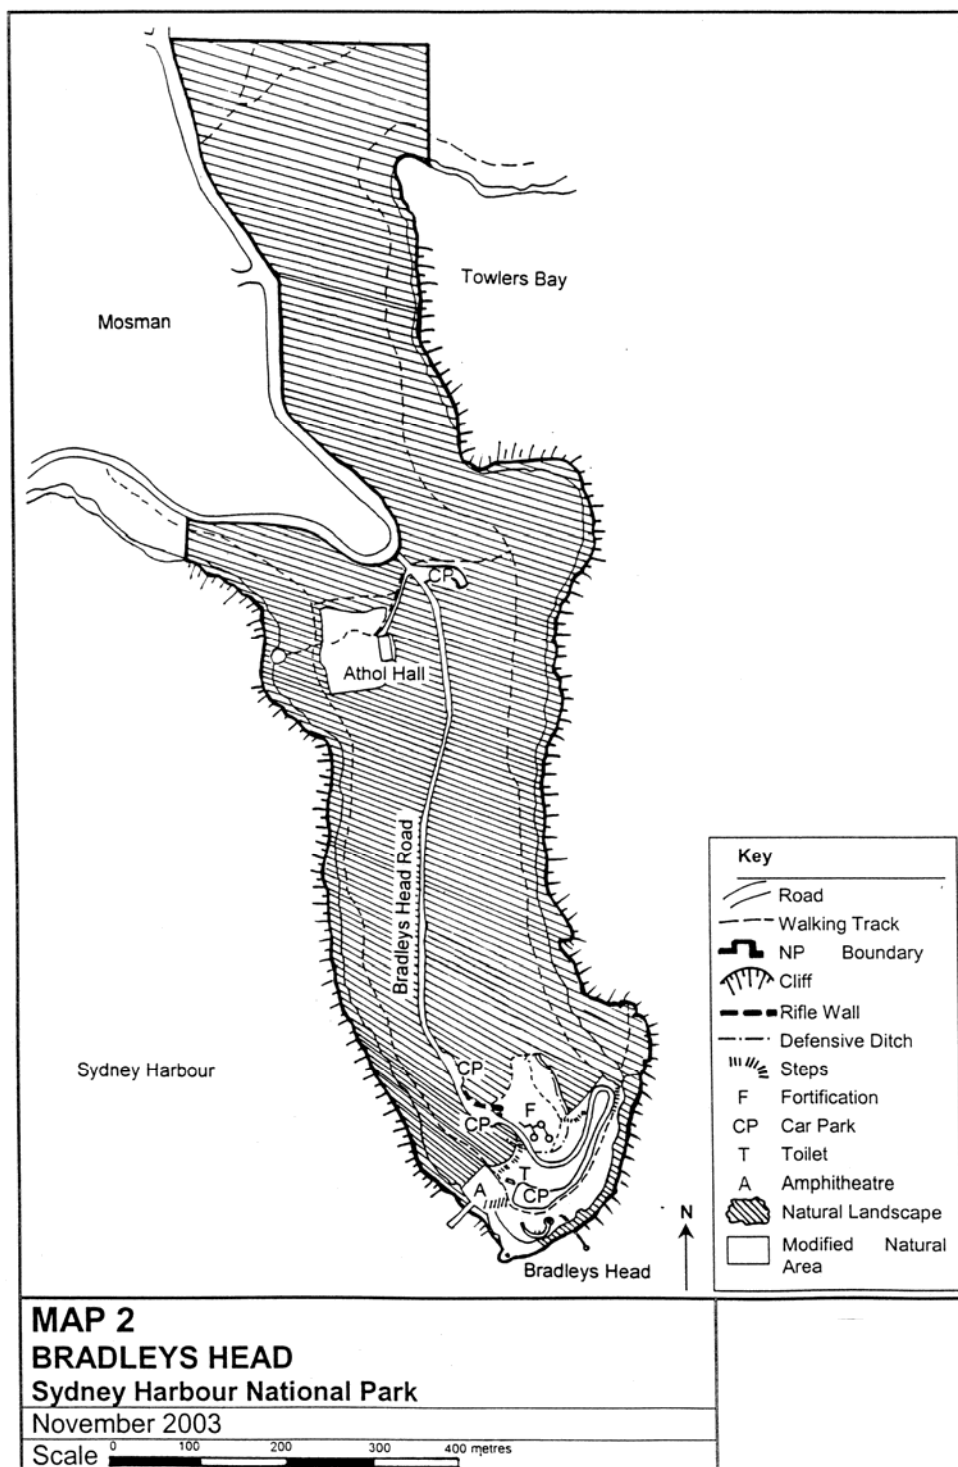 Towlers Bay
Mosman
CP
Athol Hall
Bradleys Head Road
Sydney Harbour
CP
F
CP
T
A
CP
N
Bradleys Head
Key
Road
Walking Track
NP Boundary
Cliff
Rifle Wall
Defensive Ditch
Steps
F Fortification
CP Car Park
T Toilet
A Amphitheatre
Natural Landscape
Modified Natural
Area
MAP 2
BRADLEYS HEAD
Sydney Harbour National Park
November 2003
Scale 0 100 200 300 400 metres